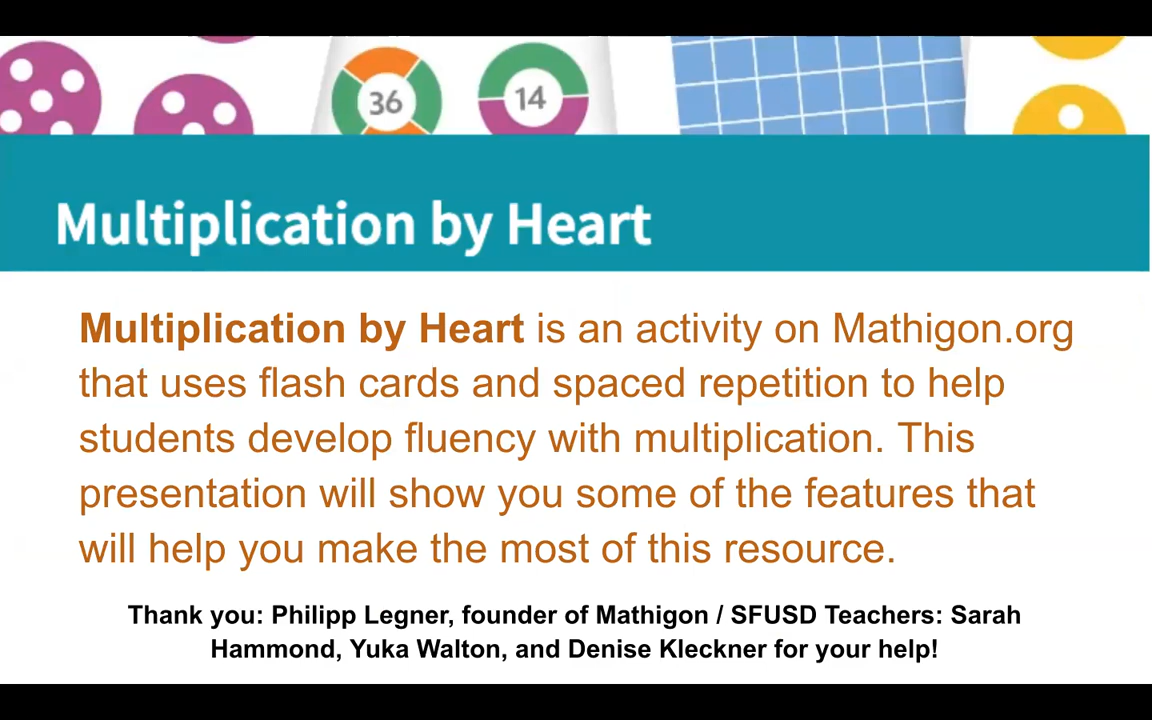 36
14
Multiplication by Heart
Multiplication by Heart is an activity on Mathigon.org
that uses flash cards and spaced repetition to help
students develop fluency with multiplication. This
presentation will show you some of the features that
will help you make the most of this resource.
Thank you: Philipp Legner, founder of Mathigon / SFUSD Teachers: Sarah
Hammond, Yuka Walton, and Denise Kleckner for your help!